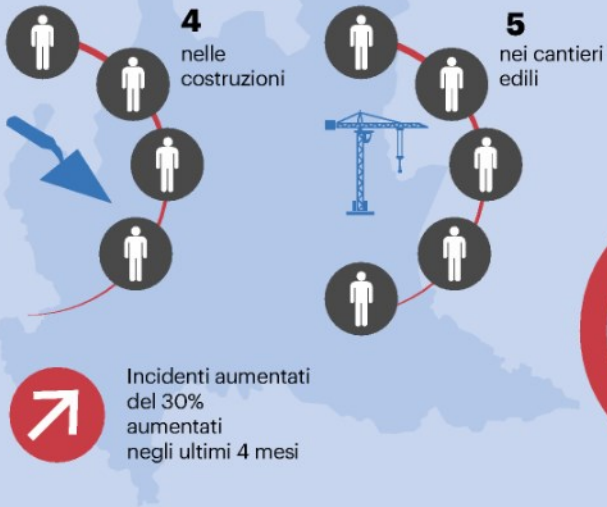 4
nelle
costruzioni
5
nei cantieri
edili
Incidenti aumentati
del 30%
aumentati
negli ultimi 4 mesi